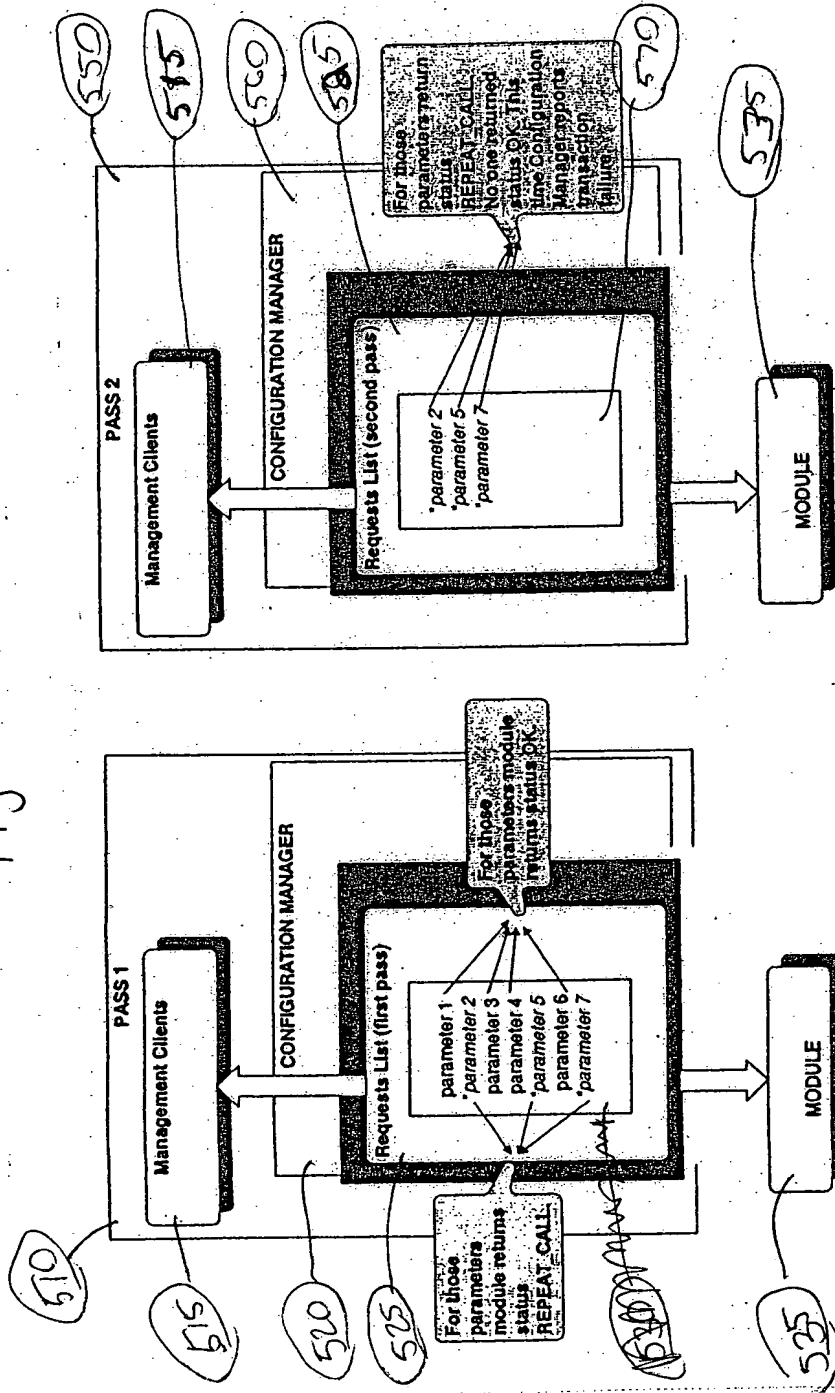 PASS 1
Management Clients
CONFIGURATION MANAGER
Requests List (first pass)
parameter 1
*parameter 2
parameter 3
parameter 4
*parameter 5
parameter 6
*parameter 7
For those
parameters
module returns
status
REPEAT_CALL.
For those
parameters module
returns status OK.
MODULE
510
515
520
525
535
PASS 2
Management Clients
CONFIGURATION MANAGER
Requests List (second pass)
*parameter 2
*parameter 5
*parameter 7
For those
parameters return
status
REPEAT_CALL.
No one returned
status OK. This
time Configuration
Manager reports
transaction
failure
MODULE
550
560
570
535